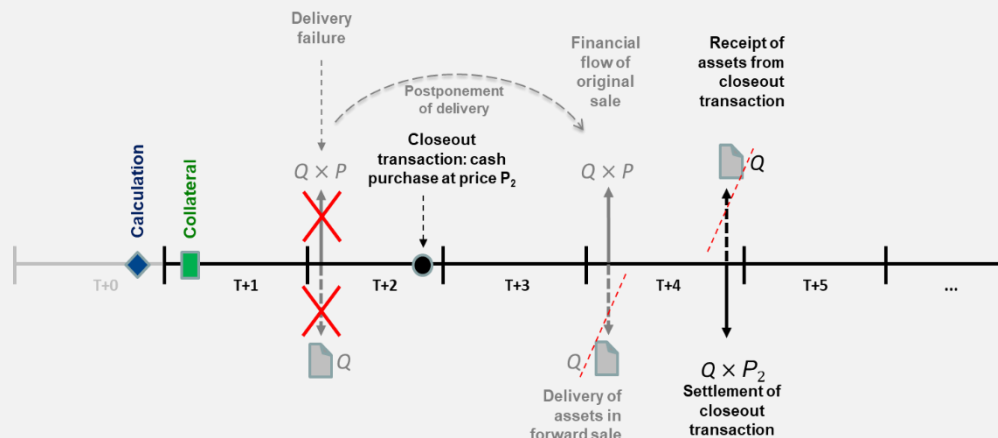 Delivery
failure
Financial
flow of
original
sale
Receipt of
assets from
closeout
transaction
Postponement
of delivery
Closeout
transaction: cash
purchase at price P₂
Calculation
Collateral
Q × P
Q × P
Q
T+0
T+1
T+2
T+3
T+4
T+5
...
Q
Q
Q × P₂
Delivery of
assets in
forward sale
Settlement of
closeout
transaction